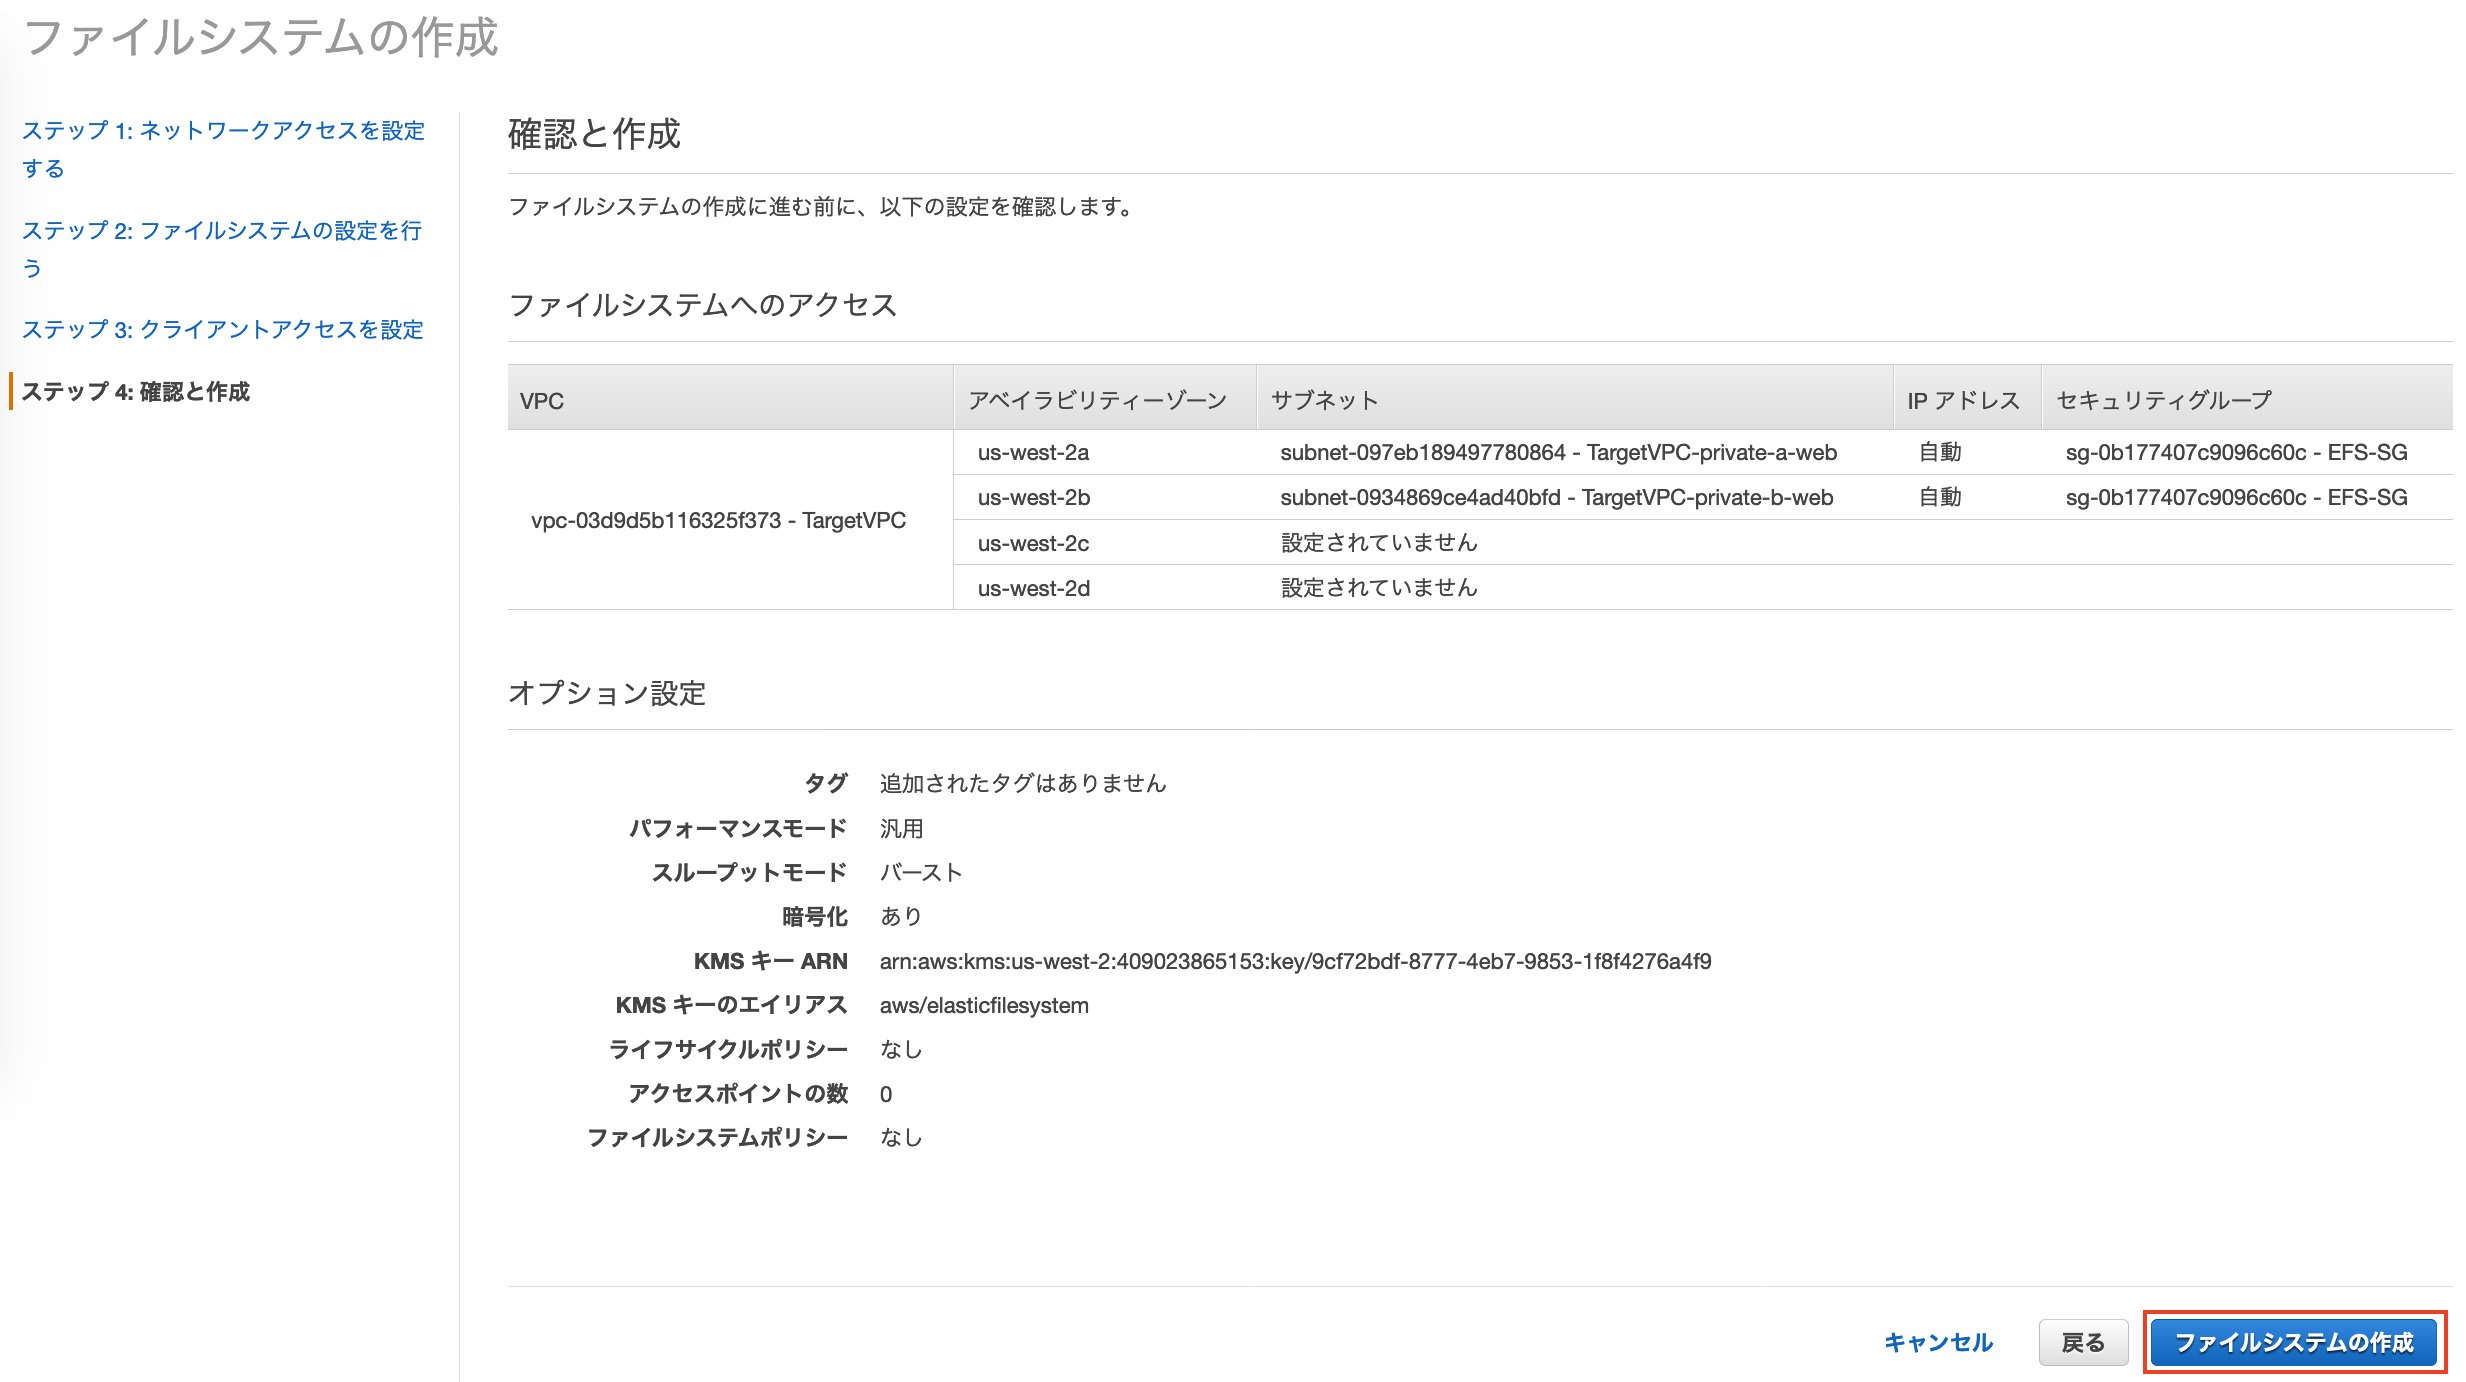 ファイルシステムの作成
ステップ 1: ネットワークアクセスを設定
する
ステップ 2: ファイルシステムの設定を行
う
ステップ 3: クライアントアクセスを設定
ステップ 4: 確認と作成
確認と作成
ファイルシステムの作成に進む前に、以下の設定を確認します。
ファイルシステムへのアクセス
VPC アベイラビリティーゾーン サブネット IP アドレス セキュリティグループ
us-west-2a subnet-097eb189497780864 - TargetVPC-private-a-web 自動 sg-0b177407c9096c60c - EFS-SG
us-west-2b subnet-0934869ce4ad40bfd - TargetVPC-private-b-web 自動 sg-0b177407c9096c60c - EFS-SG
vpc-03d9d5b116325f373 - TargetVPC
us-west-2c 設定されていません
us-west-2d 設定されていません
オプション設定
タグ 追加されたタグはありません
パフォーマンスモード 汎用
スループットモード バースト
暗号化 あり
KMS キー ARN arn:aws:kms:us-west-2:409023865153:key/9cf72bdf-8777-4eb7-9853-1f8f4276a4f9
KMS キーのエイリアス aws/elasticfilesystem
ライフサイクルポリシー なし
アクセスポイントの数 0
ファイルシステムポリシー なし
キャンセル 戻る ファイルシステムの作成